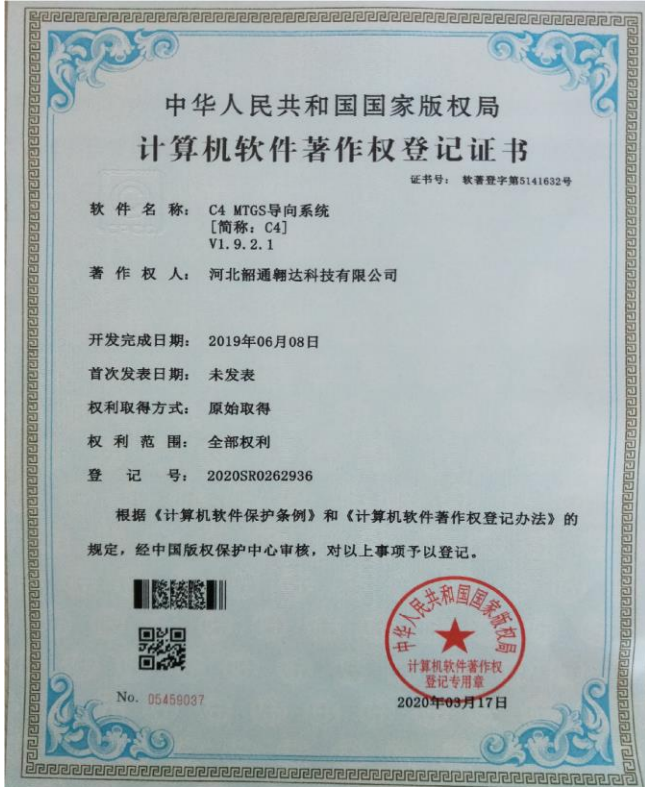 中华人民共和国国家版权局
计算机软件著作权登记证书
证书号： 软著登字第5141632号
软件名称： C4 MTGS导向系统
[简称：C4]
V1.9.2.1
著作权人： 河北韶通翱达科技有限公司
开发完成日期： 2019年06月08日
首次发表日期： 未发表
权利取得方式： 原始取得
权利范围： 全部权利
登记号： 2020SR0262936
根据《计算机软件保护条例》和《计算机软件著作权登记办法》的
规定，经中国版权保护中心审核，对以上事项予以登记。
中华人民共和国国家版权局
计算机软件著作权
登记专用章
No. 05459037
2020年03月17日